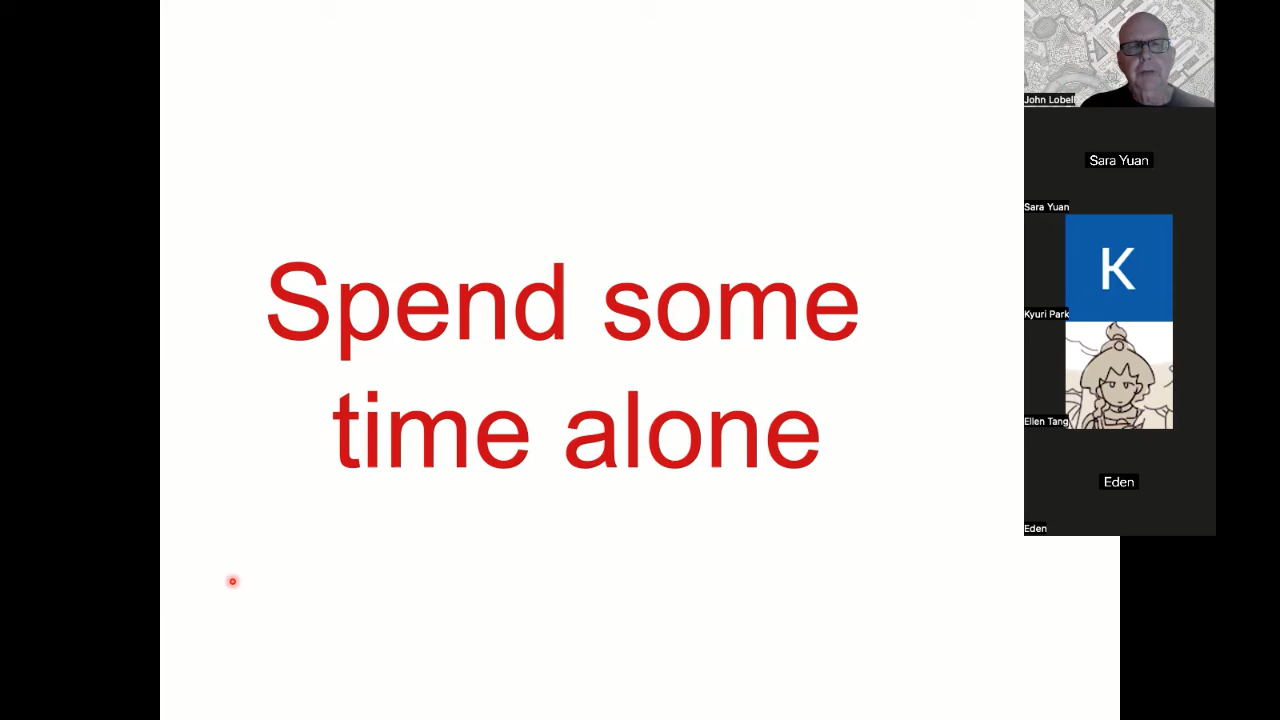 Spend some
time alone
John Lobell
Sara Yuan
Sara Yuan
K
Kyuri Park
Ellen Tang
Eden
Eden